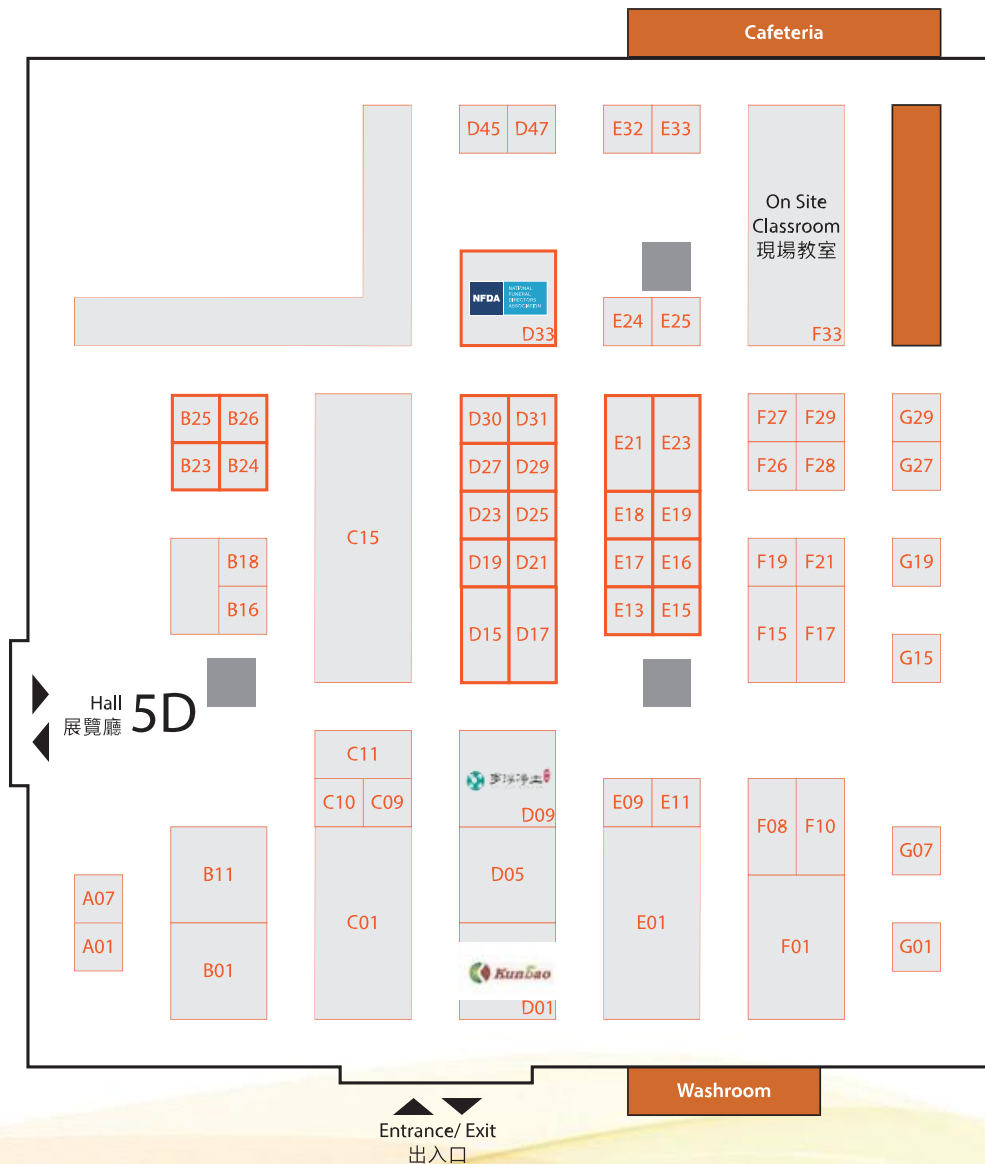 Cafeteria
D45 D47 E32 E33
On Site
Classroom
現場教室
NFDA
NATIONAL
FUNERAL
DIRECTORS
ASSOCIATION
D33
E24 E25
F33
B25 B26
D30 D31
E21 E23
F27 F29
G29
B23 B24
D27 D29
F26 F28
G27
D23 D25
E18 E19
C15
B18
D19 D21
E17 E16
F19 F21
G19
B16
E13 E15
D15 D17
F15 F17
G15
Hall
展覽廳
5D
C11
C10 C09
D09
E09 E11
F08 F10
G07
B11
D05
A07
A01
C01
E01
F01
G01
B01
KunBao
D01
Washroom
Entrance/ Exit
出入口